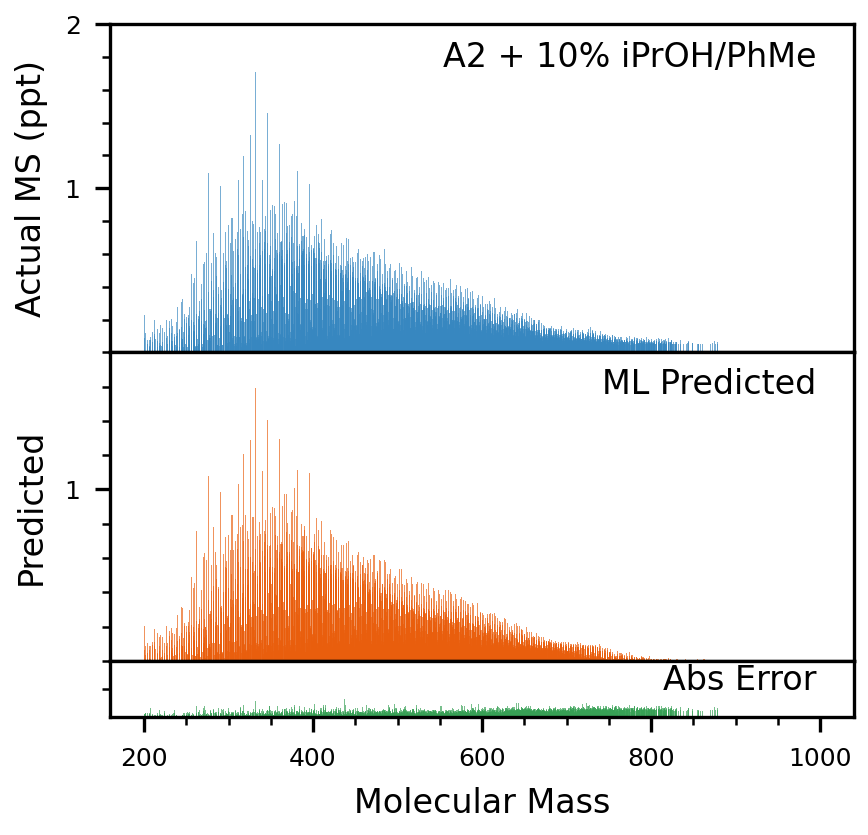 2
A2 + 10% iPrOH/PhMe
Actual MS (ppt)
1
ML Predicted
Predicted
1
Abs Error
200 400 600 800 1000
Molecular Mass